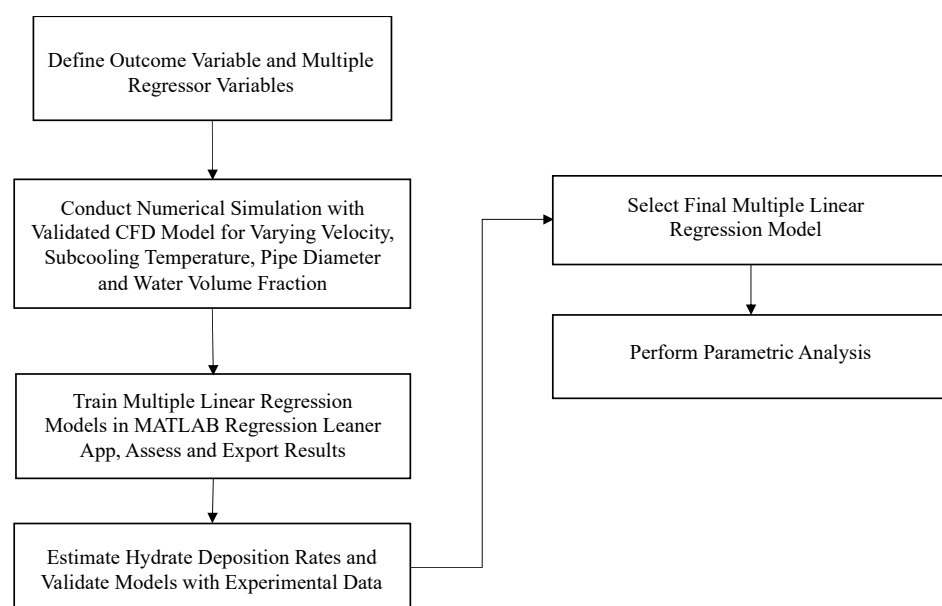 Define Outcome Variable and Multiple
Regressor Variables
Conduct Numerical Simulation with
Validated CFD Model for Varying Velocity,
Subcooling Temperature, Pipe Diameter
and Water Volume Fraction
Train Multiple Linear Regression
Models in MATLAB Regression Leaner
App, Assess and Export Results
Estimate Hydrate Deposition Rates and
Validate Models with Experimental Data
Select Final Multiple Linear
Regression Model
Perform Parametric Analysis